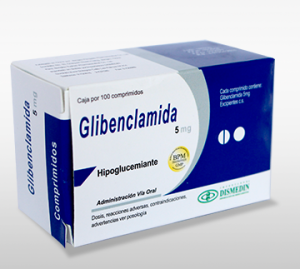 Caja por 100 comprimidos
Glibenclamida
5 mg
Hipoglucemiante
BPM
Administración Vía Oral
Dosis, reacciones adversas, contraindicaciones,
advertencias ver posología
Cada comprimido contiene:
Glibenclamida 5mg
Excipientes c.s
DISMEDIN
Glibenclamida
5 mg
Comprimidos